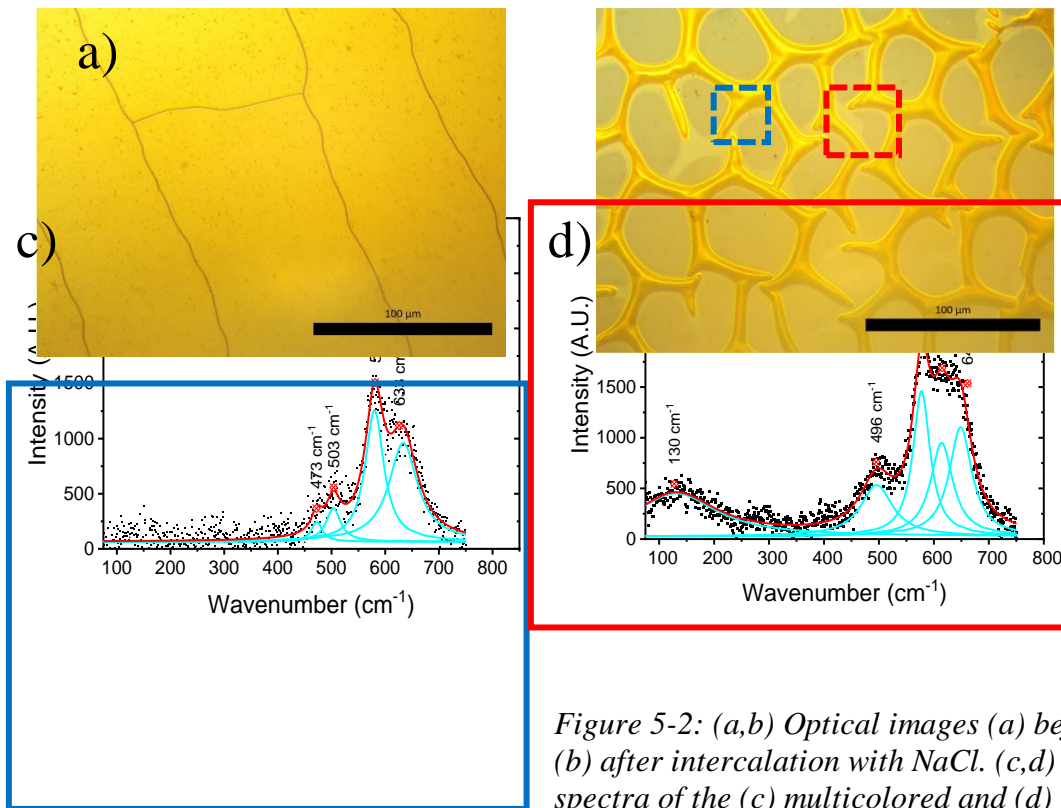 a)
100 µm
100 µm
c)
Intensity (A.U.)
1500
1000
500
0
473 cm-1
503 cm-1
633 cm
100 200 300 400 500 600 700 800
Wavenumber (cm-1)
d)
Intensity (A.U.)
1500
1000
500
0
130 cm-1
496 cm-1
100 200 300 400 500 600 700 800
Wavenumber (cm-1)
Figure 5-2: (a,b) Optical images (a)
(b) after intercalation with NaCl. (c,d)
spectra of the (c) multicolored and (d)